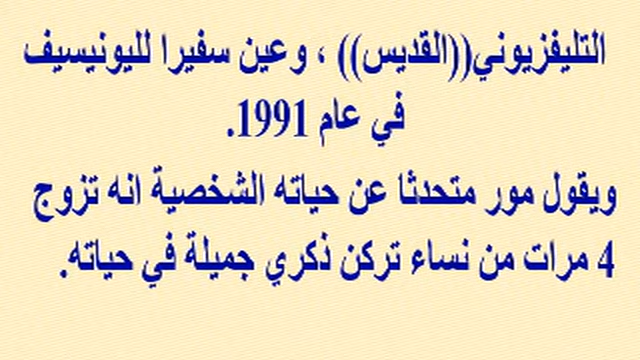 التليفزيوني((القديس)) ، وعين سفيرا لليونيسيف
في عام 1991.
ويقول مور متحدثا عن حياته الشخصية انه تزوج
4 مرات من نساء تركن ذكري جميلة في حياته.